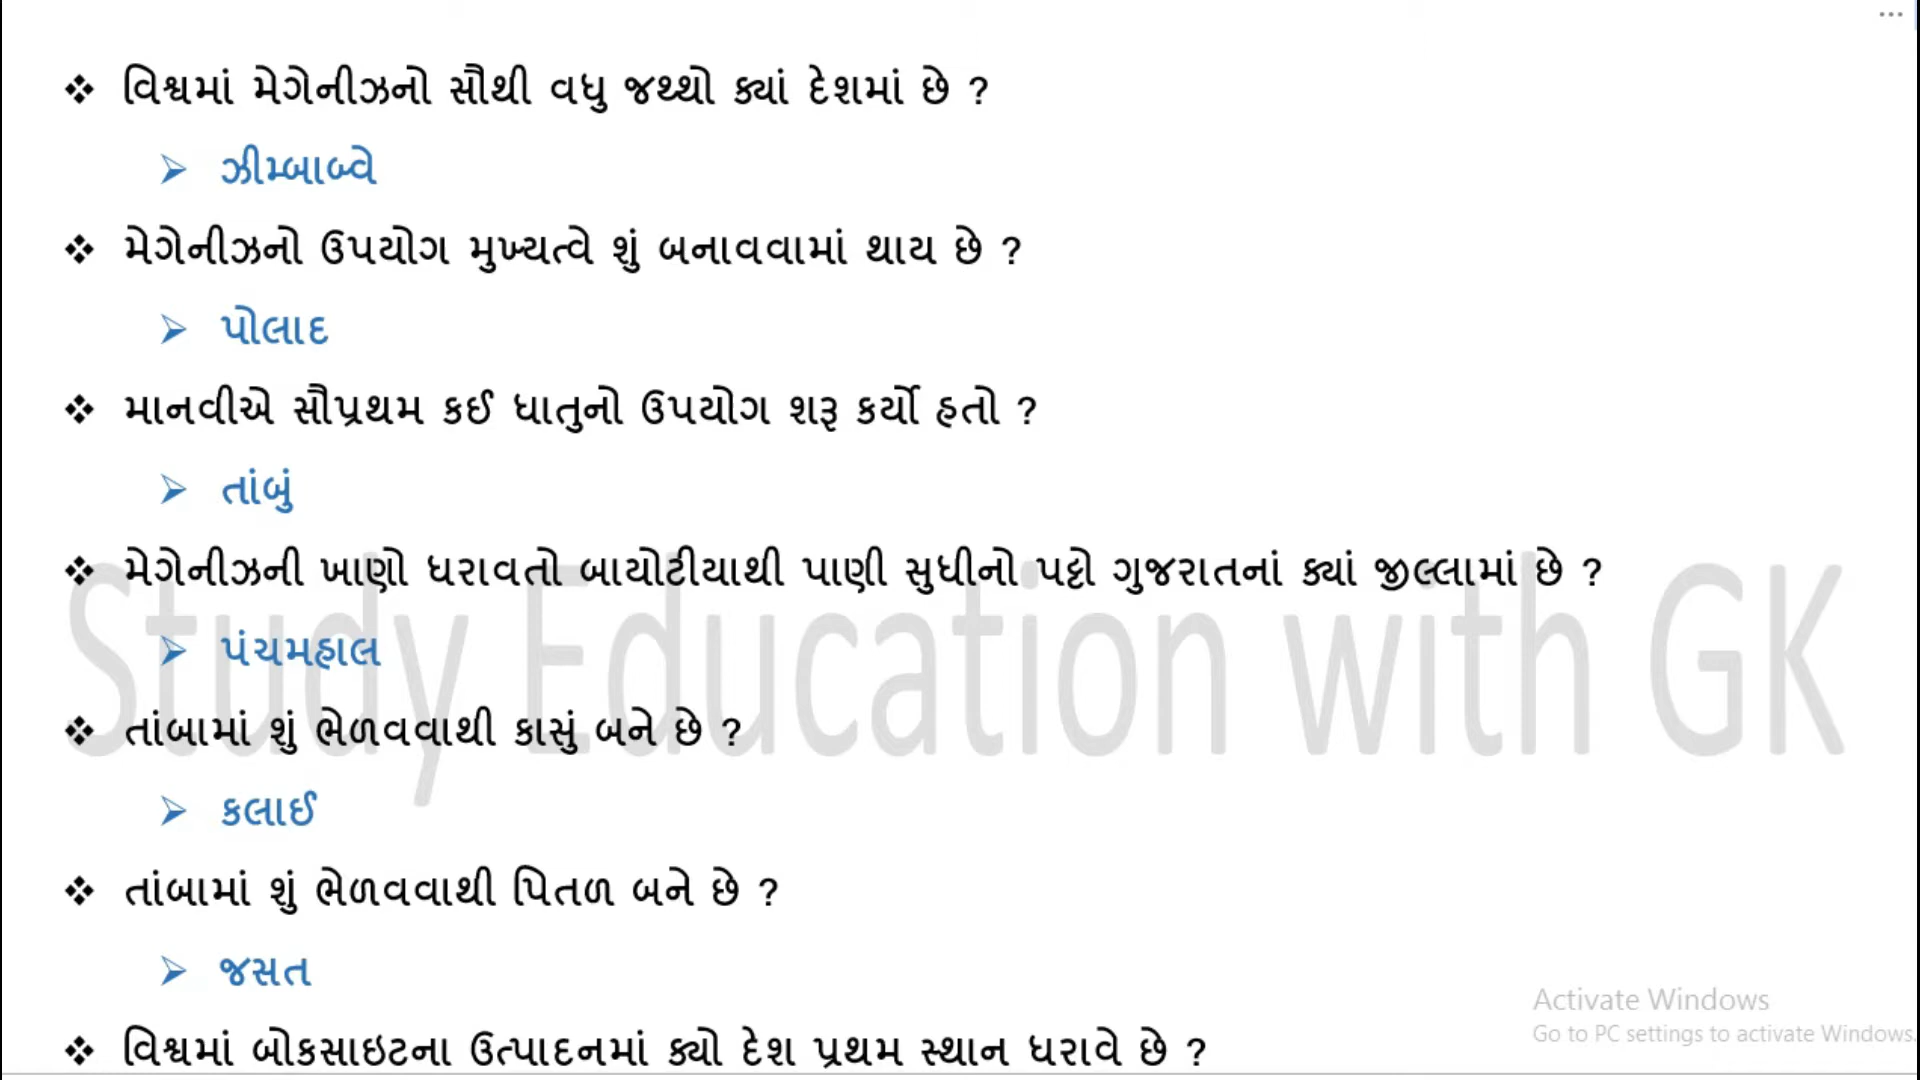 ...
❖ વિશ્વમાં મેગેનીઝનો સૌથી વધુ જથ્થો ક્યાં દેશમાં છે ?
➢ ઝીમ્બાબ્વે
❖ મેગેનીઝનો ઉપયોગ મુખ્યત્વે શું બનાવવામાં થાય છે ?
➢ પોલાદ
❖ માનવીએ સૌપ્રથમ કઈ ધાતુનો ઉપયોગ શરૂ કર્યો હતો ?
➢ તાંબું
❖ મેગેનીઝની ખાણો ધરાવતો બાયોટીયાથી પાણી સુધીનો પટ્ટો ગુજરાતનાં ક્યાં જીલ્લામાં છે ?
Study Education with GK
➢ પંચમહાલ
❖ તાંબામાં શું ભેળવવાથી કાસું બને છે ?
➢ કલાઈ
❖ તાંબામાં શું ભેળવવાથી પિતળ બને છે ?
➢ જસત
Activate Windows
Go to PC settings to activate Windows.
❖ વિશ્વમાં બોકસાઇટના ઉત્પાદનમાં ક્યો દેશ પ્રથમ સ્થાન ધરાવે છે ?